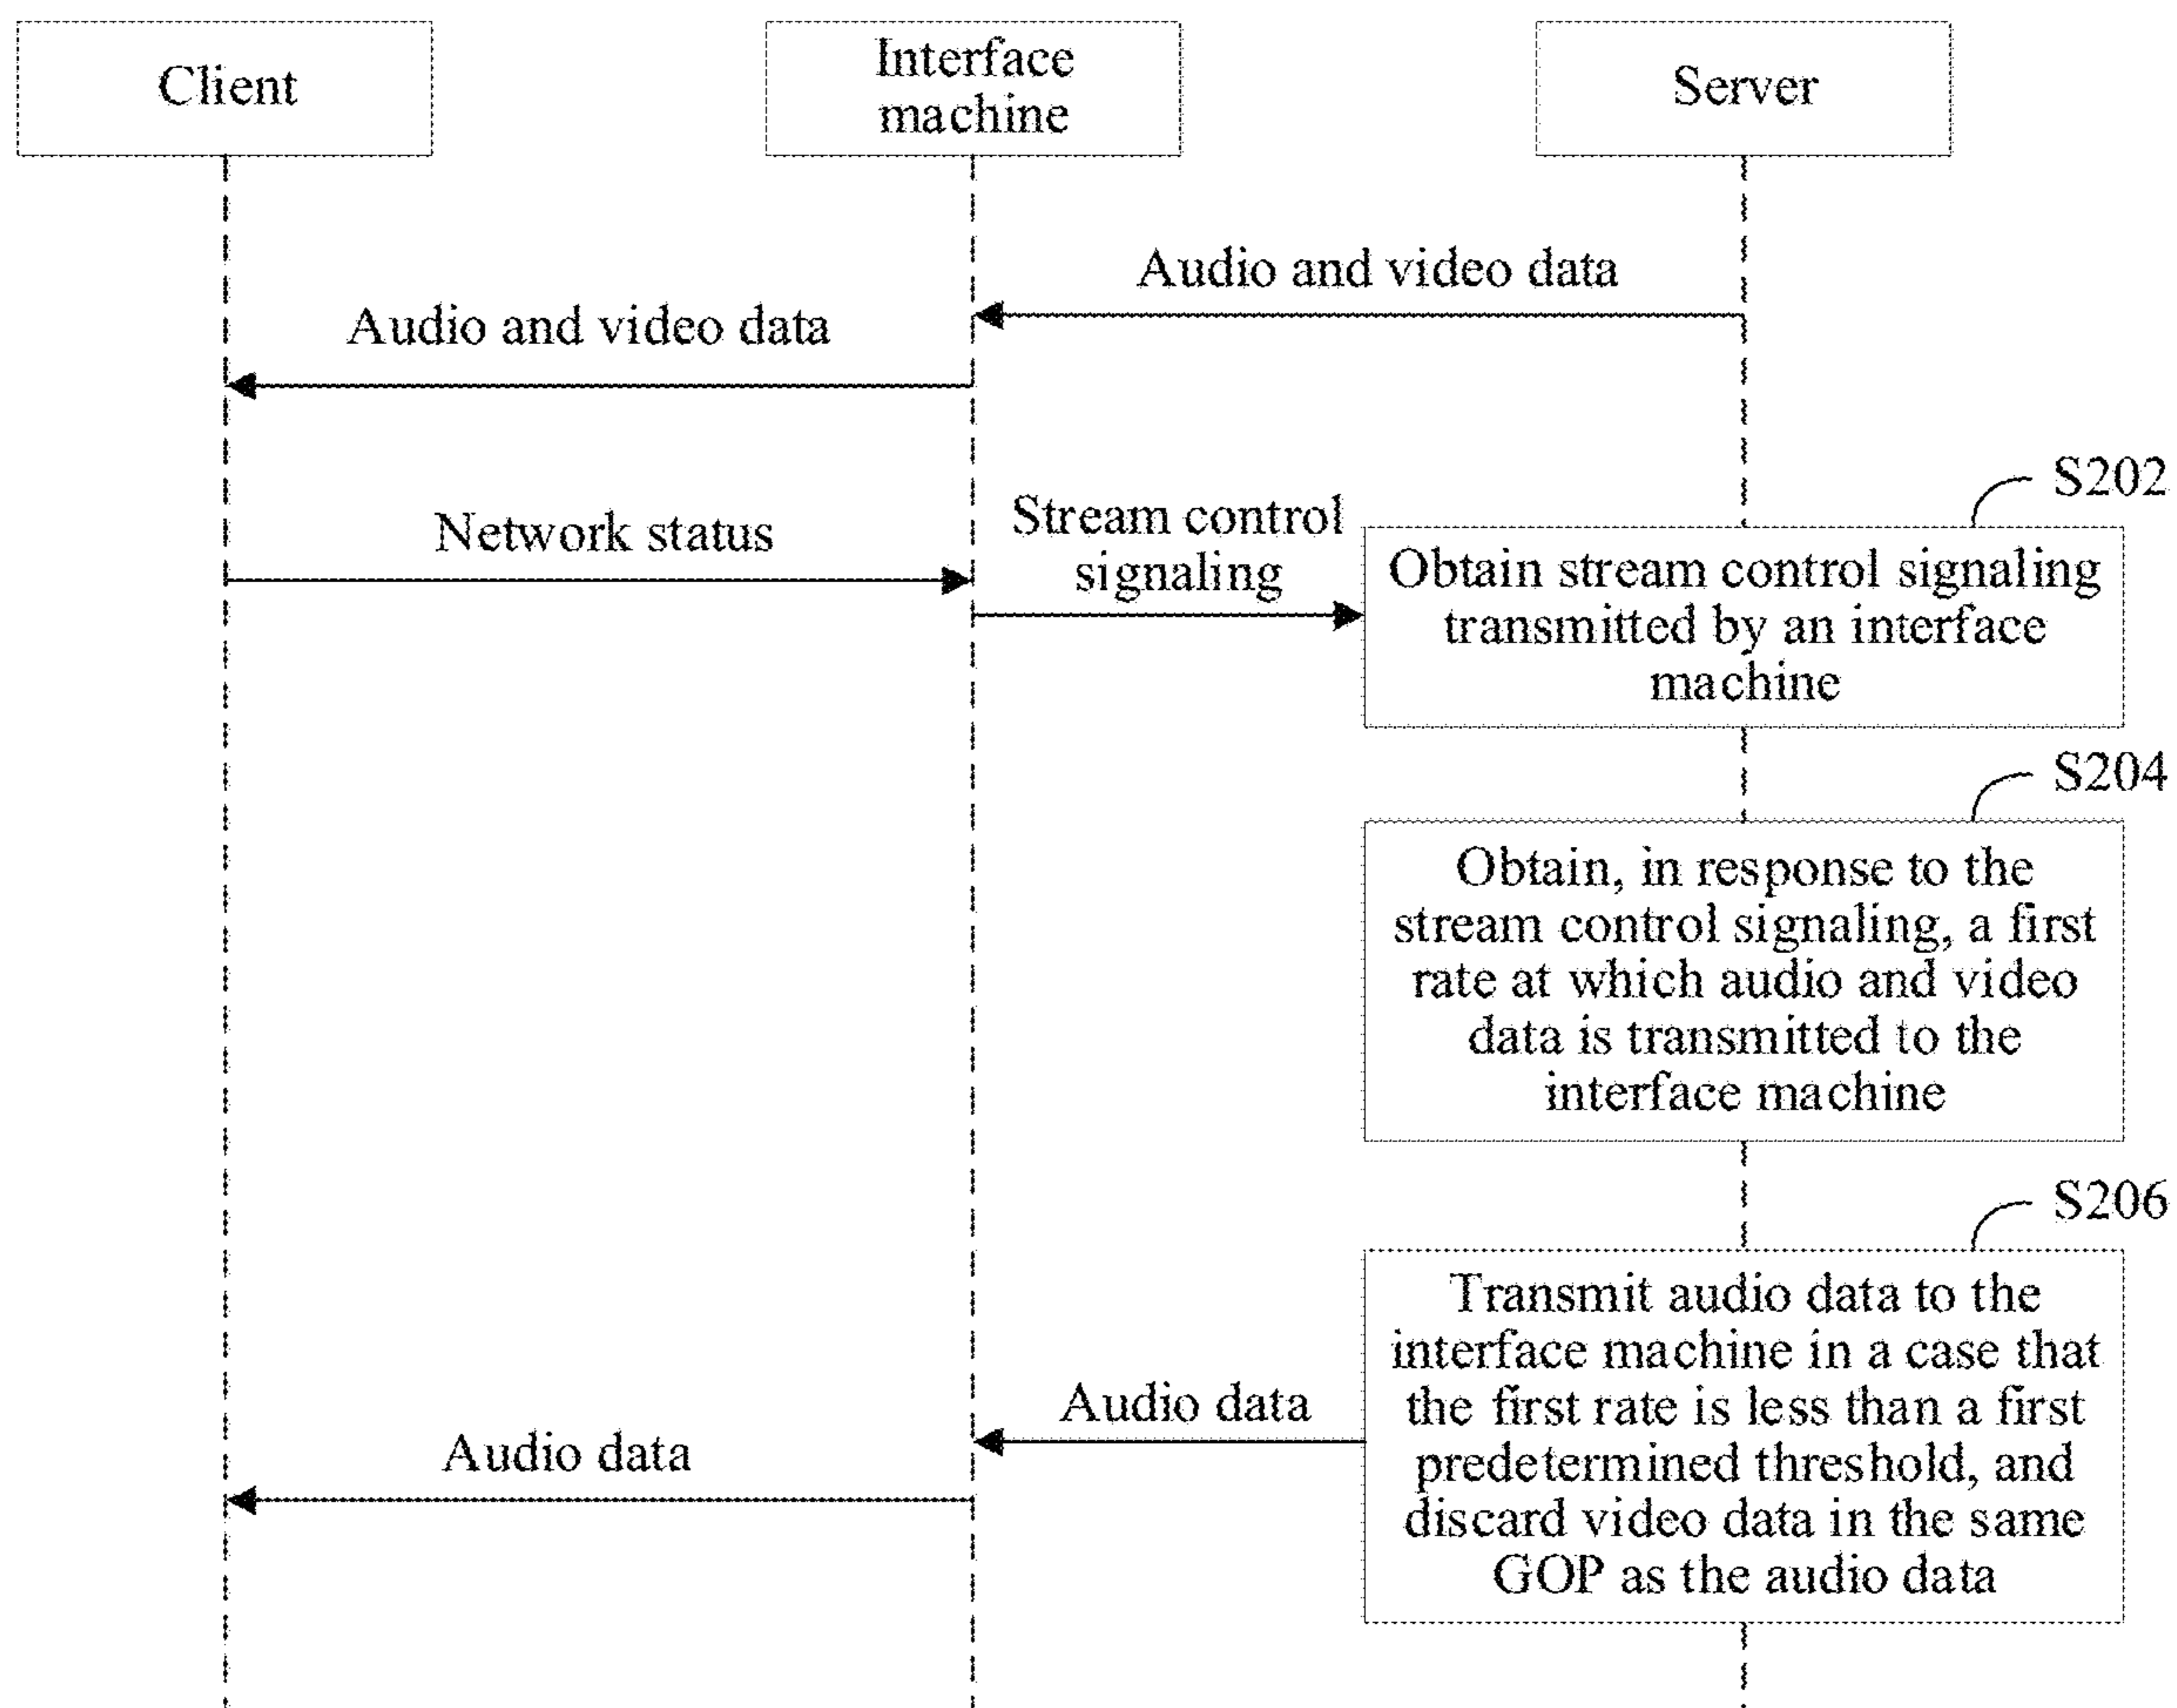 Client
Interface
machine
Server
Audio and video data
Audio and video data
Network status
Stream control
signaling
S202
Obtain stream control signaling
transmitted by an interface
machine
S204
Obtain, in response to the
stream control signaling, a first
rate at which audio and video
data is transmitted to the
interface machine
S206
Transmit audio data to the
interface machine in a case that
the first rate is less than a first
predetermined threshold, and
discard video data in the same
GOP as the audio data
Audio data
Audio data